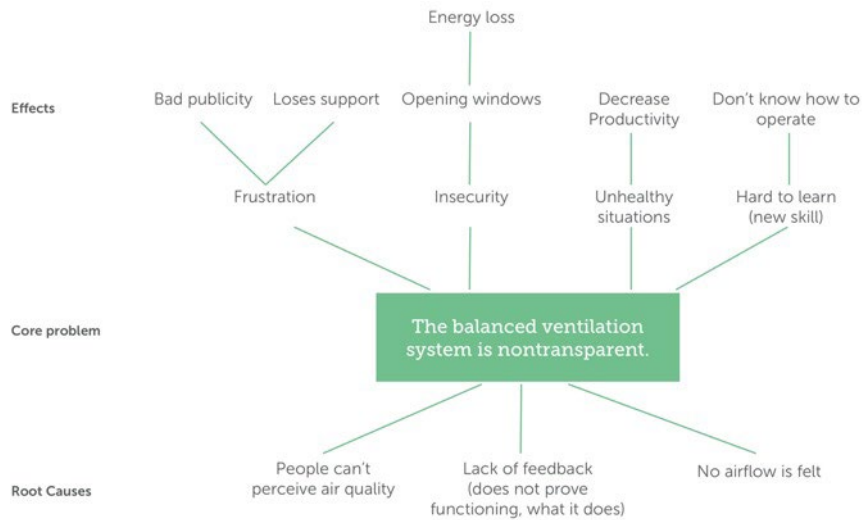 Energy loss
Effects
Bad publicity
Loses support
Opening windows
Decrease
Productivity
Don't know how to
operate
Frustration
Insecurity
Unhealthy
situations
Hard to learn
(new skill)
Core problem
The balanced ventilation
system is nontransparent.
Root Causes
People can't
perceive air quality
Lack of feedback
(does not prove
functioning, what it does)
No airflow is felt